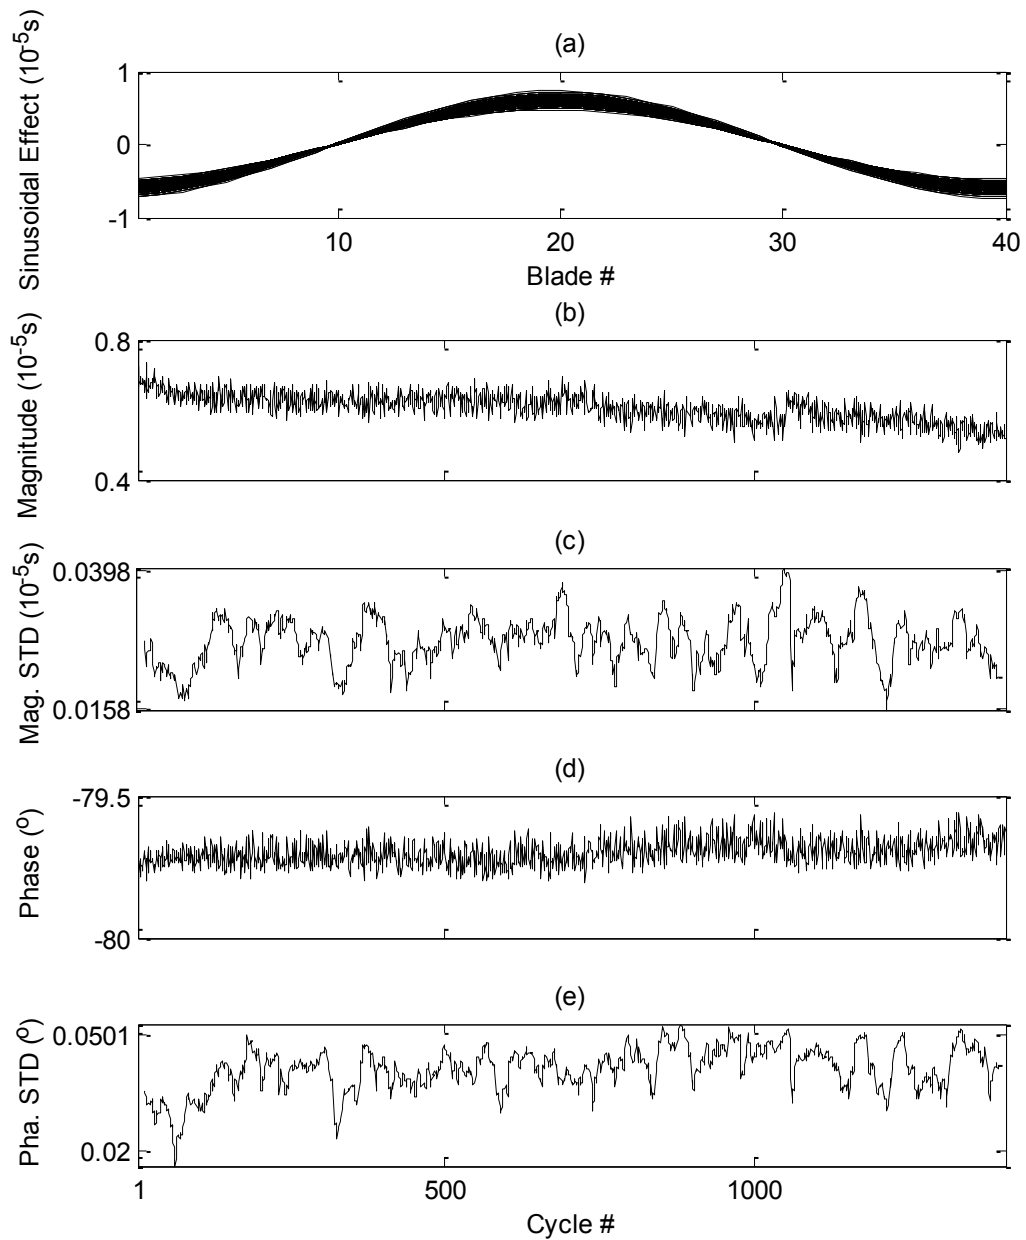 (a)
Sinusoidal Effect (10⁻⁵s)
1
0
-1
10
20
30
40
Blade #
(b)
Magnitude (10⁻⁵s)
0.8
0.4
(c)
Mag. STD (10⁻⁵s)
0.0398
0.0158
(d)
Phase (º)
-79.5
-80
(e)
Pha. STD (º)
0.0501
0.02
1
500
1000
Cycle #